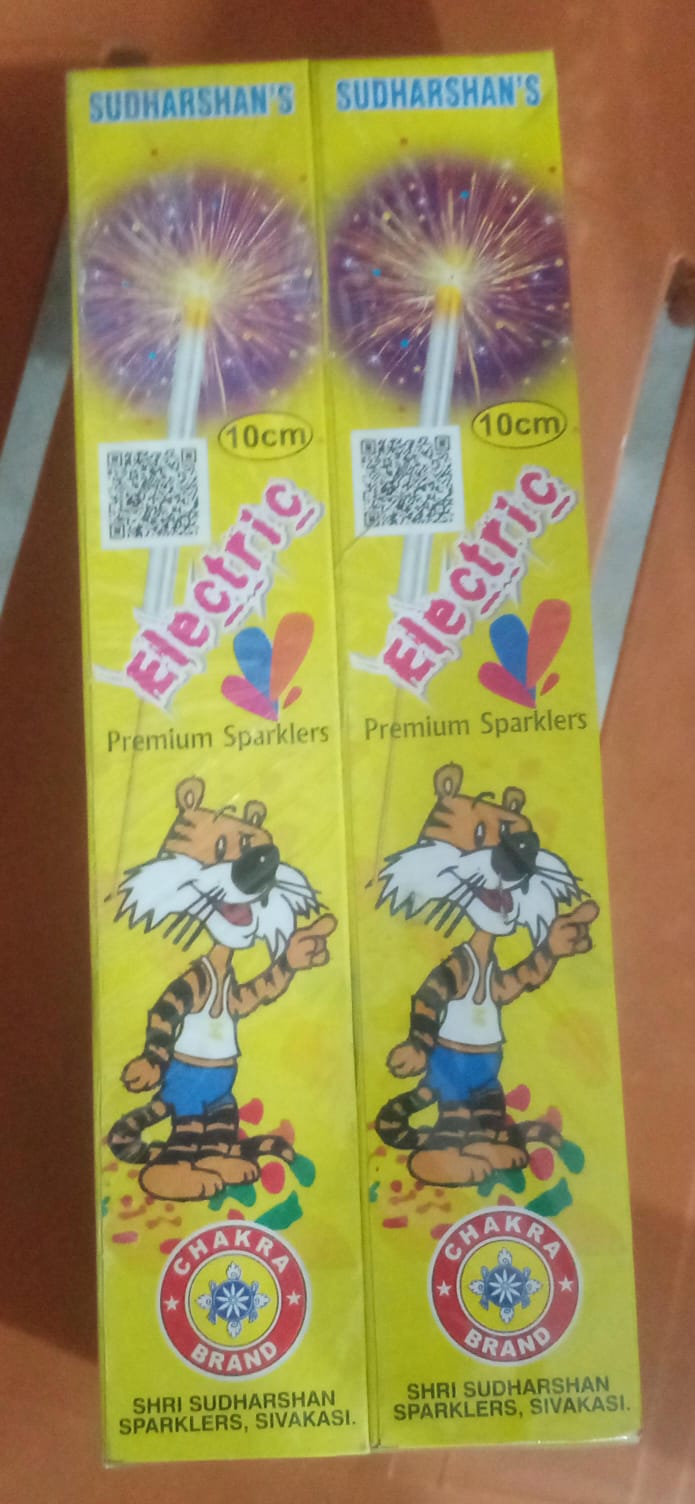 SUDHARSHAN'S
10cm
Electric
Premium Sparklers
CHAKRA
BRAND
SHRI SUDHARSHAN
SPARKLERS, SIVAKASI.
SUDHARSHAN'S
10cm
Electric
Premium Sparklers
CHAKRA
BRAND
SHRI SUDHARSHAN
SPARKLERS, SIVAKASI.